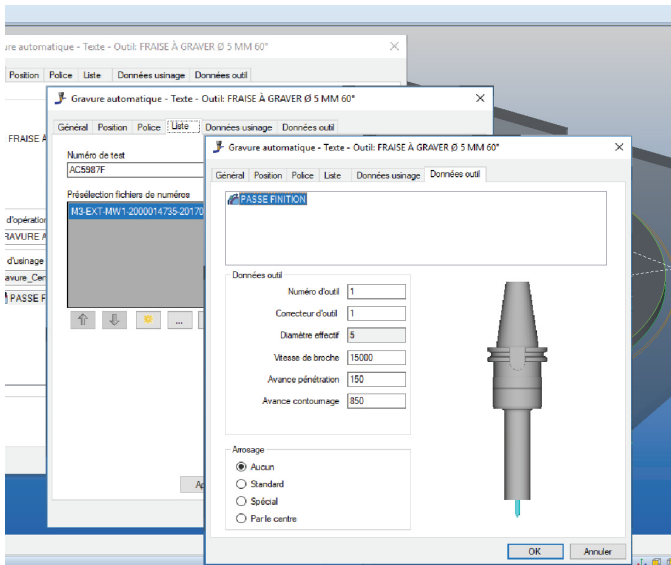 ure automatique - Texte - Outil: FRAISE À GRAVER Ø 5 MM 60°
Position Police Liste Données usinage Données outil
FRAISE À
d'opération
RAVURE A
d'usinage
avure_Cen
PASSE F
Gravure automatique - Texte - Outil: FRAISE À GRAVER Ø 5 MM 60°
Général Position Police Liste Données usinage Données outil
Numéro de test
AC5987F
Présélection fichiers de numéros
M3-EXT-MW1-2000014735-20170
...
Ap
Gravure automatique - Texte - Outil: FRAISE À GRAVER Ø 5 MM 60°
Général Position Police Liste Données usinage Données outil
PASSE FINITION
Données outil
Numéro d'outil 1
Correcteur d'outil 1
Diamètre effectif 5
Vitesse de broche 15000
Avance pénétration 150
Avance contournage 850
Arrosage
Aucun
Standard
Spécial
Par le centre
OK Annuler